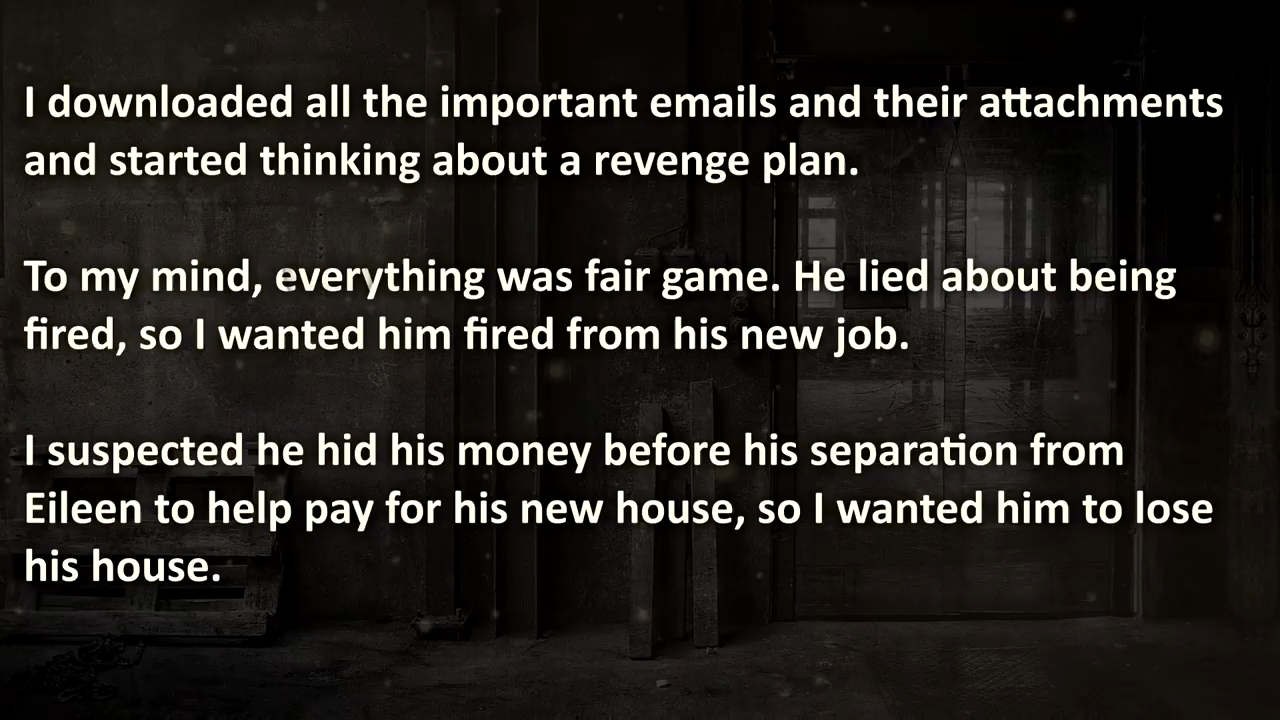 I downloaded all the important emails and their attachments
and started thinking about a revenge plan.
To my mind, everything was fair game. He lied about being
fired, so I wanted him fired from his new job.
I suspected he hid his money before his separation from
Eileen to help pay for his new house, so I wanted him to lose
his house.